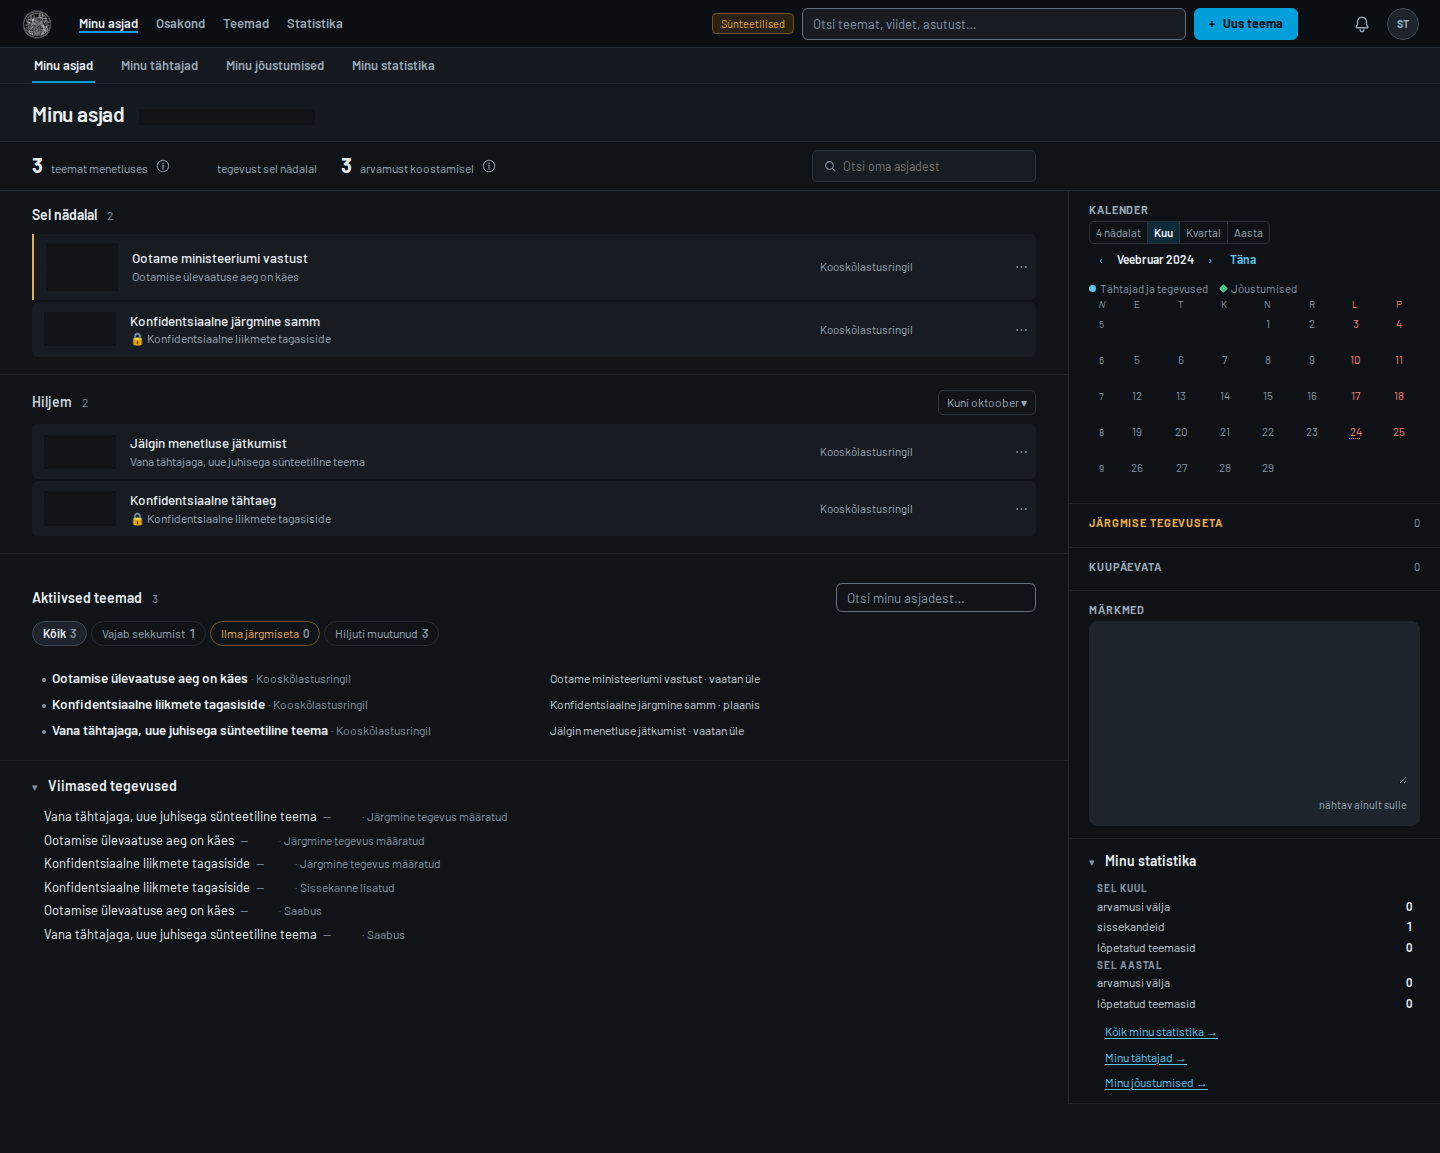 Minu asjad Osakond Teemad Statistika Sünteetilised Otsi teemat, viidet, asutust... + Uus teema ST
Minu asjad Minu tähtajad Minu jõustumised Minu statistika
Minu asjad
3 teemat menetluses tegevust sel nädalal 3 arvamust koostamisel Otsi oma asjadest
Sel nädalal 2
Ootame ministeeriumi vastust
Ootamise ülevaatuse aeg on käes
Kooskõlastusringil ...
Konfidentsiaalne järgmine samm
🔒 Konfidentsiaalne liikmete tagasiside
Kooskõlastusringil ...
Hiljem 2 Kuni oktoober ▾
Jälgin menetluse jätkumist
Vana tähtajaga, uue juhisega sünteetiline teema
Kooskõlastusringil ...
Konfidentsiaalne tähtaeg
🔒 Konfidentsiaalne liikmete tagasiside
Kooskõlastusringil ...
Aktiivsed teemad 3 Otsi minu asjadest...
Kõik 3 Vajab sekkumist 1 Ilma järgmiseta 0 Hiljuti muutunud 3
• Ootamise ülevaatuse aeg on käes · Kooskõlastusringil Ootame ministeeriumi vastust · vaatan üle
• Konfidentsiaalne liikmete tagasiside · Kooskõlastusringil Konfidentsiaalne järgmine samm · plaanis
• Vana tähtajaga, uue juhisega sünteetiline teema · Kooskõlastusringil Jälgin menetluse jätkumist · vaatan üle
▾ Viimased tegevused
Vana tähtajaga, uue juhisega sünteetiline teema — · Järgmine tegevus määratud
Ootamise ülevaatuse aeg on käes — · Järgmine tegevus määratud
Konfidentsiaalne liikmete tagasiside — · Järgmine tegevus määratud
Konfidentsiaalne liikmete tagasiside — · Sissekanne lisatud
Ootamise ülevaatuse aeg on käes — · Saabus
Vana tähtajaga, uue juhisega sünteetiline teema — · Saabus
KALENDER
4 nädalat Kuu Kvartal Aasta
‹ Veebruar 2024 › Täna
Tähtajad ja tegevused Jõustumised
N E T K N R L P
5 1 2 3 4
6 5 6 7 8 9 10 11
7 12 13 14 15 16 17 18
8 19 20 21 22 23 24 25
9 26 27 28 29
JÄRGMISE TEGEVUSETA 0
KUUPÄEVATA 0
MÄRKMED
nähtav ainult sulle
▾ Minu statistika
SEL KUUL
arvamusi välja 0
sissekandeid 1
lõpetatud teemasid 0
SEL AASTAL
arvamusi välja 0
lõpetatud teemasid 0
Kõik minu statistika →
Minu tähtajad →
Minu jõustumised →